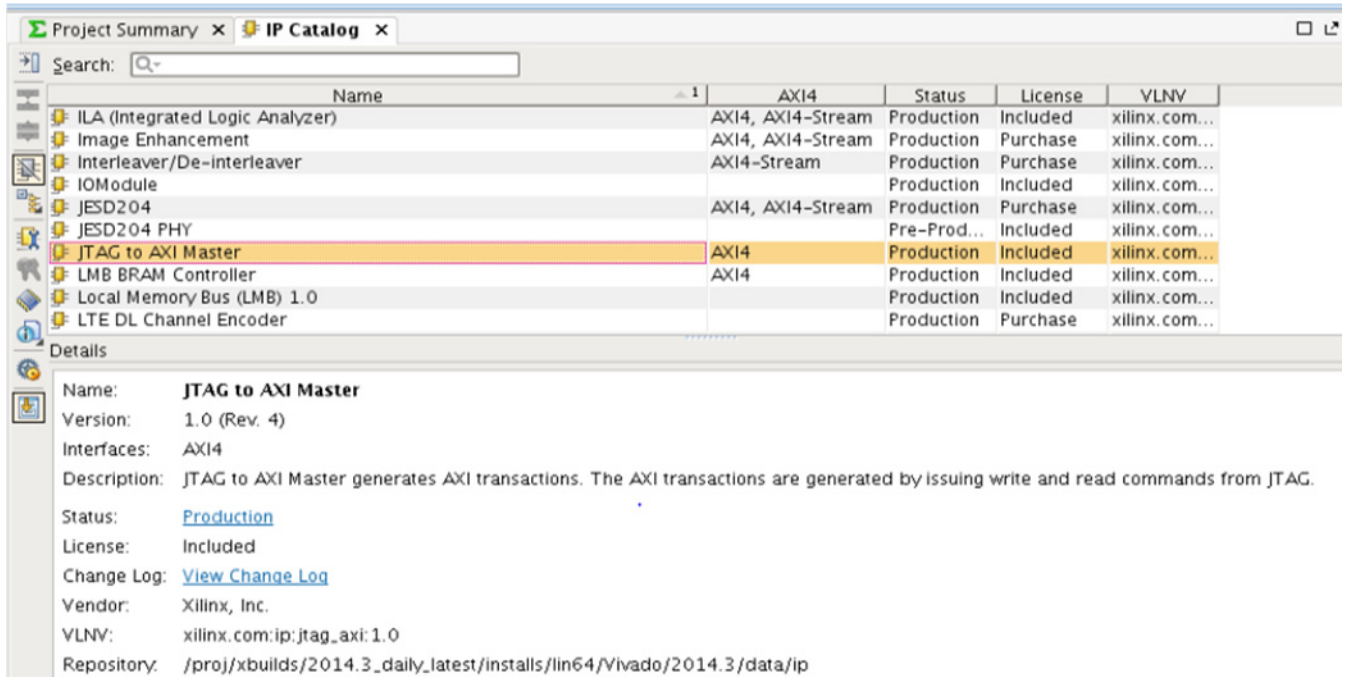 Project Summary × IP Catalog ×
Search:
Name 1 AXI4 Status License VLNV
ILA (Integrated Logic Analyzer) AXI4, AXI4-Stream Production Included xilinx.com...
Image Enhancement AXI4, AXI4-Stream Production Purchase xilinx.com...
Interleaver/De-interleaver AXI4-Stream Production Purchase xilinx.com...
IOModule Production Included xilinx.com...
JESD204 AXI4, AXI4-Stream Production Purchase xilinx.com...
JESD204 PHY Pre-Prod... Included xilinx.com...
JTAG to AXI Master AXI4 Production Included xilinx.com...
LMB BRAM Controller AXI4 Production Included xilinx.com...
Local Memory Bus (LMB) 1.0 Production Included xilinx.com...
LTE DL Channel Encoder Production Purchase xilinx.com...
Details
Name: JTAG to AXI Master
Version: 1.0 (Rev. 4)
Interfaces: AXI4
Description: JTAG to AXI Master generates AXI transactions. The AXI transactions are generated by issuing write and read commands from JTAG.
Status: Production
License: Included
Change Log: View Change Log
Vendor: Xilinx, Inc.
VLNV: xilinx.com:ip:jtag_axi:1.0
Repository: /proj/xbuilds/2014.3_daily_latest/installs/lin64/Vivado/2014.3/data/ip